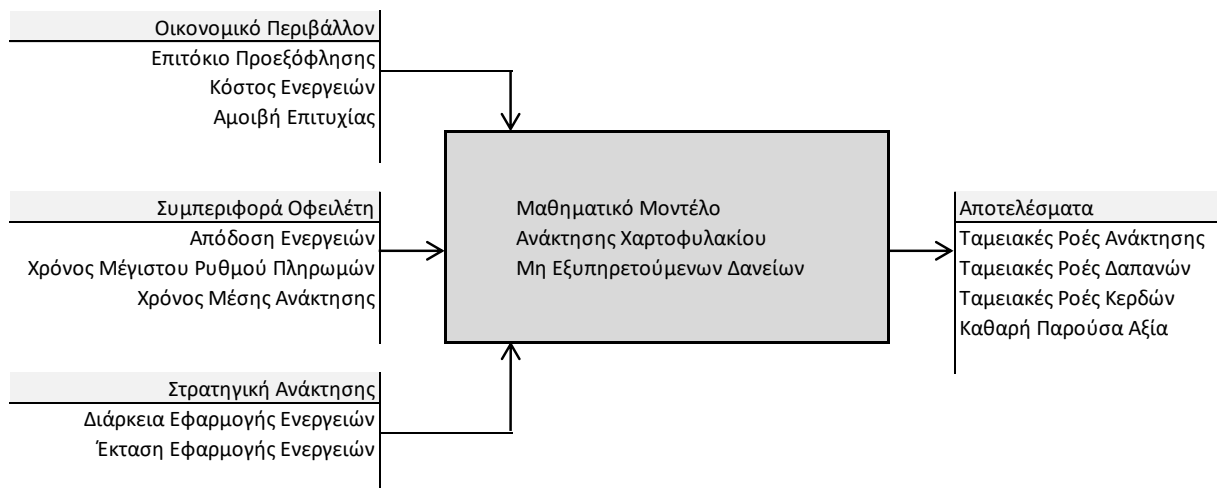 Οικονομικό Περιβάλλον
Επιτόκιο Προεξόφλησης
Κόστος Ενεργειών
Αμοιβή Επιτυχίας
Συμπεριφορά Οφειλέτη
Απόδοση Ενεργειών
Χρόνος Μέγιστου Ρυθμού Πληρωμών
Χρόνος Μέσης Ανάκτησης
Στρατηγική Ανάκτησης
Διάρκεια Εφαρμογής Ενεργειών
Έκταση Εφαρμογής Ενεργειών
Μαθηματικό Μοντέλο
Ανάκτησης Χαρτοφυλακίου
Μη Εξυπηρετούμενων Δανείων
Αποτελέσματα
Ταμειακές Ροές Ανάκτησης
Ταμειακές Ροές Δαπανών
Ταμειακές Ροές Κερδών
Καθαρή Παρούσα Αξία